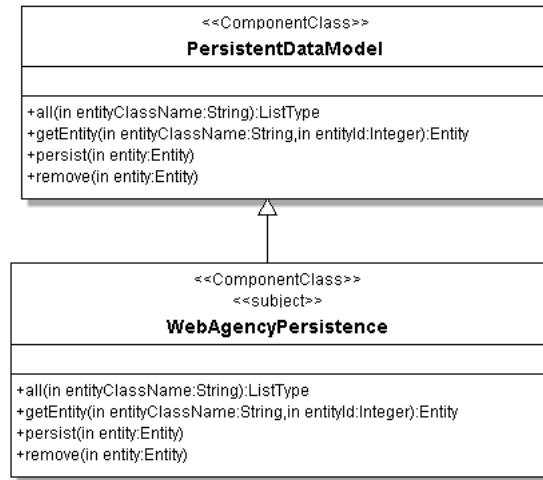 <<ComponentClass>>
PersistentDataModel
+all(in entityClassName:String):ListType
+getEntity(in entityClassName:String,in entityId:Integer):Entity
+persist(in entity:Entity)
+remove(in entity:Entity)
<<ComponentClass>>
<<subject>>
WebAgencyPersistence
+all(in entityClassName:String):ListType
+getEntity(in entityClassName:String,in entityId:Integer):Entity
+persist(in entity:Entity)
+remove(in entity:Entity)